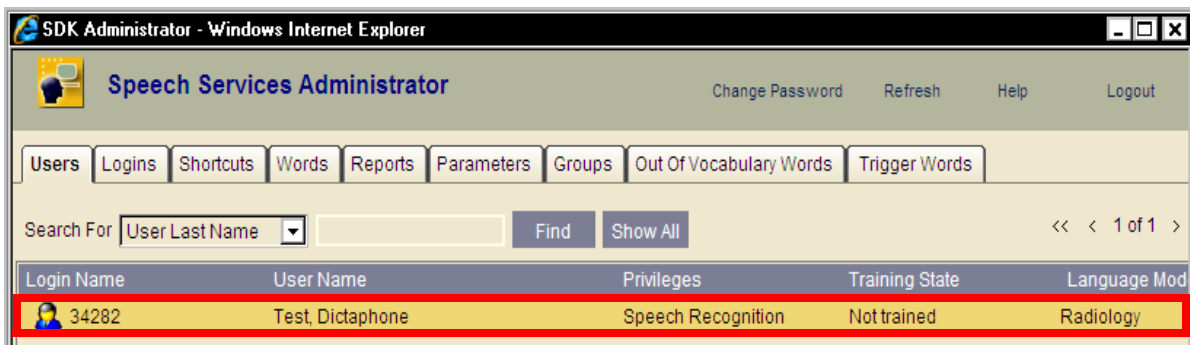 SDK Administrator - Windows Internet Explorer
Speech Services Administrator
Change Password Refresh Help Logout
Users Logins Shortcuts Words Reports Parameters Groups Out Of Vocabulary Words Trigger Words
Search For User Last Name Find Show All << < 1 of 1 >
Login Name User Name Privileges Training State Language Mod
34282 Test, Dictaphone Speech Recognition Not trained Radiology